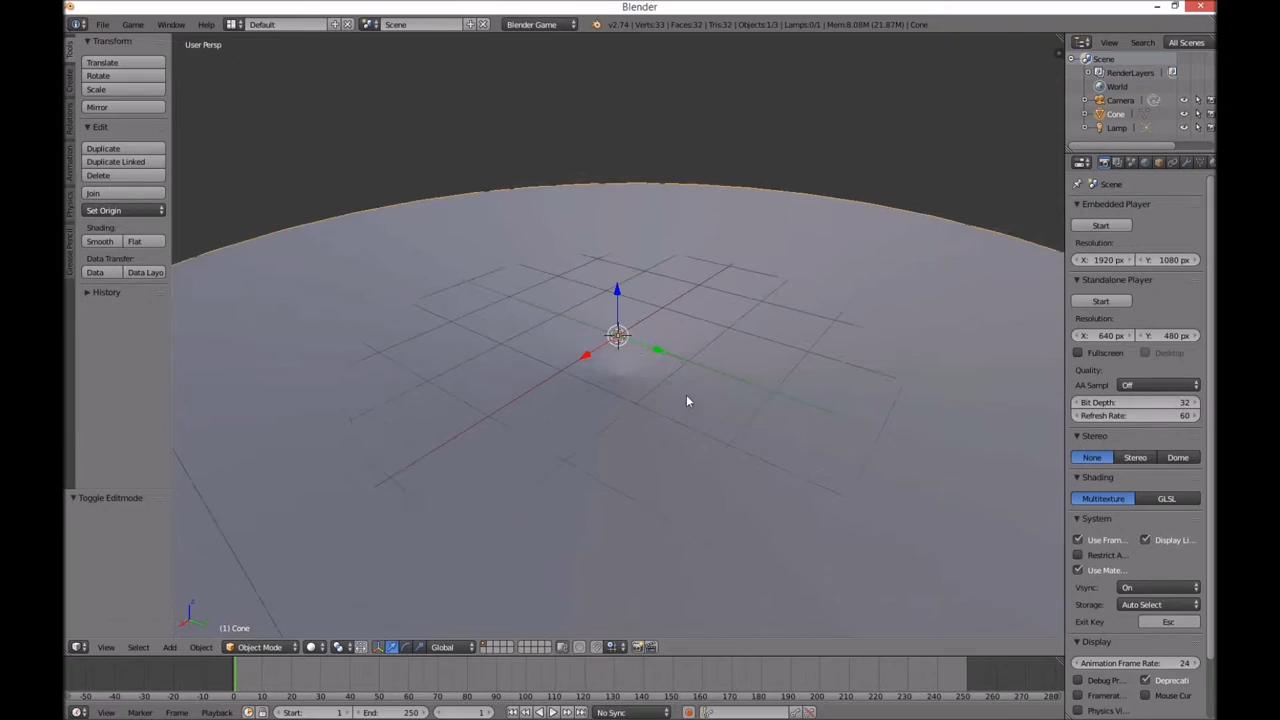 Blender
File Game Window Help Default Scene Blender Game v2.74 | Verts:33 | Faces:32 | Tris:32 | Objects:1/3 | Lamps:0/1 | Mem:8.08M (21.87M) | Cone
User Persp
Tools
Create
Relations
Animation
Physics
Grease Pencil
Transform
Translate
Rotate
Scale
Mirror
Edit
Duplicate
Duplicate Linked
Delete
Join
Set Origin
Shading:
Smooth Flat
Data Transfer:
Data Data Layo
History
Toggle Editmode
(1) Cone
View Select Add Object Object Mode Global
-50 -40 -30 -20 -10 0 10 20 30 40 50 60 70 80 90 100 110 120 130 140 150 160 170 180 190 200 210 220 230 240 250 260 270 280
View Marker Frame Playback Start: 1 End: 250 1 No Sync
View Search All Scenes
Scene
RenderLayers
World
Camera
Cone
Lamp
Scene
Embedded Player
Start
Resolution:
X: 1920 px Y: 1080 px
Standalone Player
Start
Resolution:
X: 640 px Y: 480 px
Fullscreen Desktop
Quality:
AA Sampl Off
Bit Depth: 32
Refresh Rate: 60
Stereo
None Stereo Dome
Shading
Multitexture GLSL
System
Use Fram... Display Li...
Restrict A...
Use Mate...
Vsync: On
Storage: Auto Select
Exit Key Esc
Display
Animation Frame Rate: 24
Debug Pr... Deprecati
Framerat... Mouse Cur
Physics Vi...